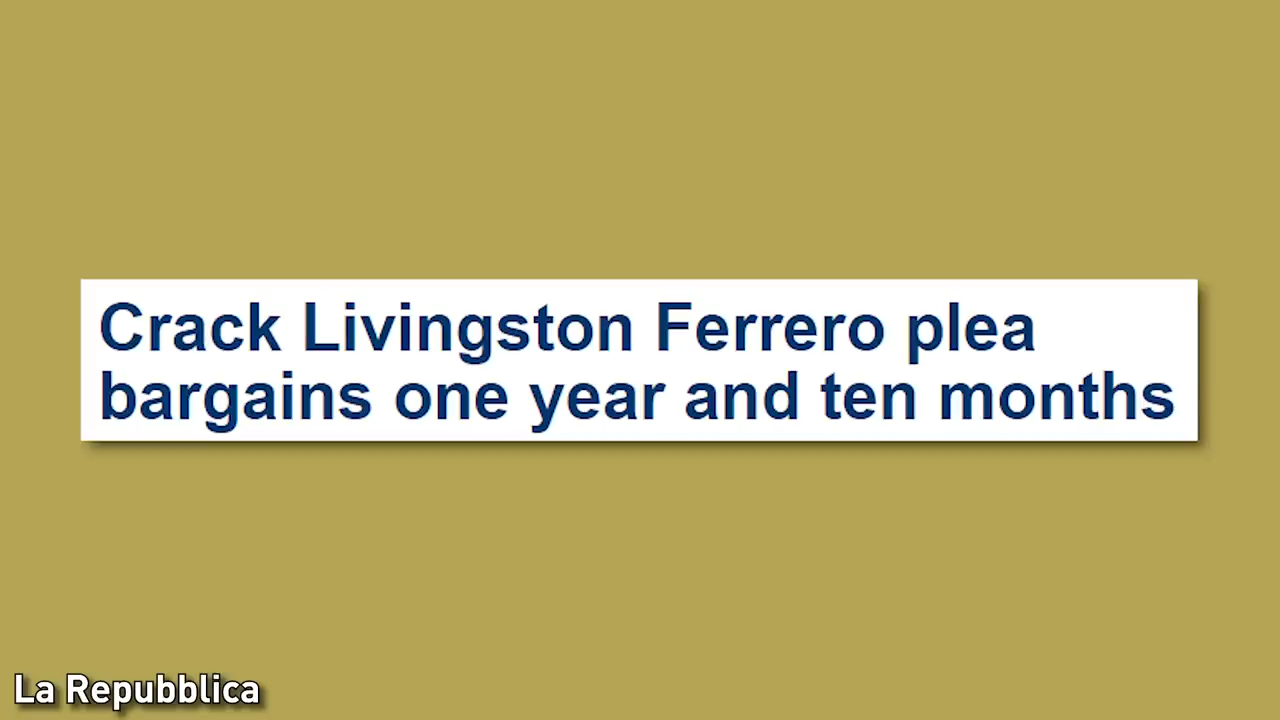 Crack Livingston Ferrero plea
bargains one year and ten months
La Repubblica